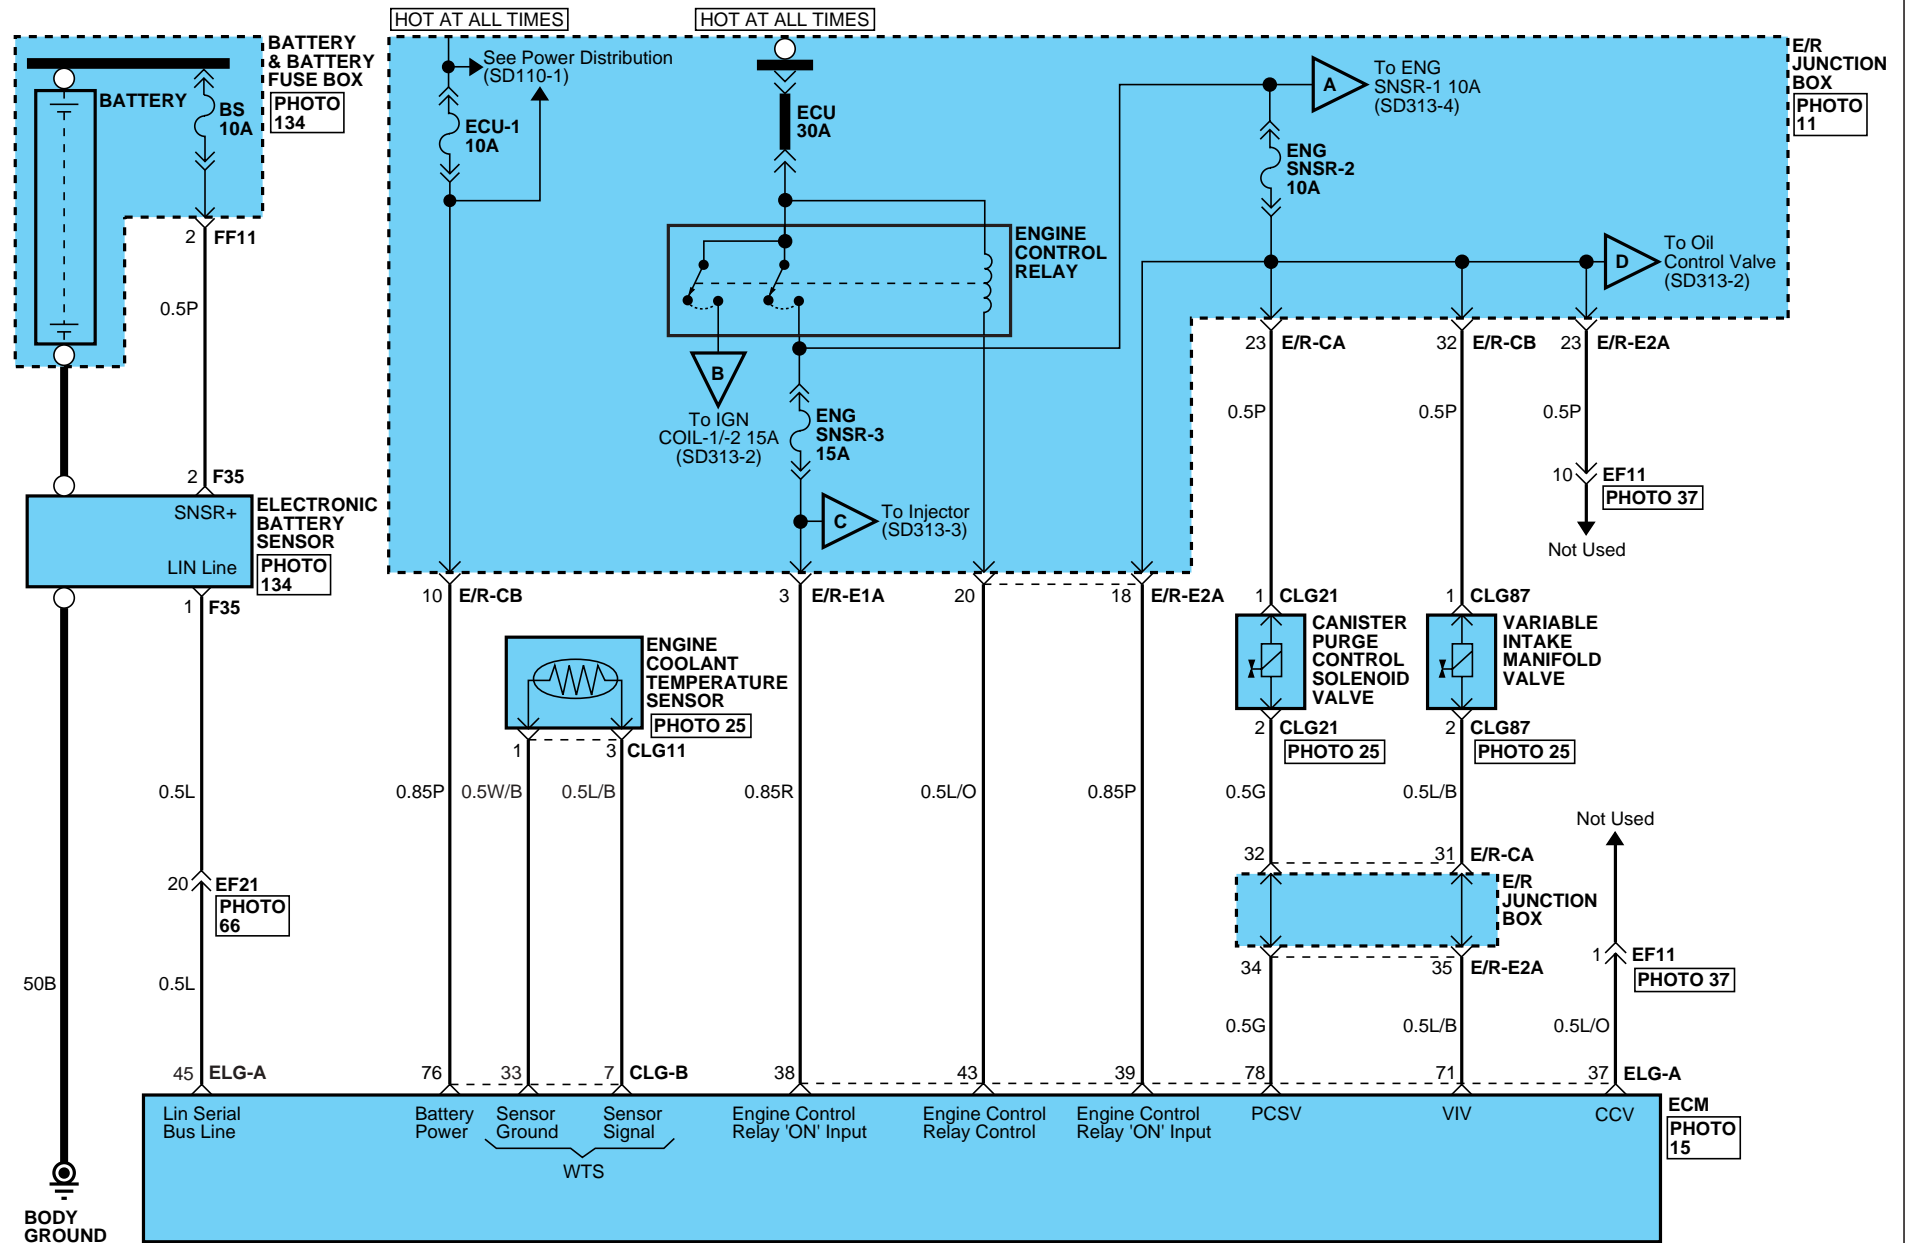 HOT AT ALL TIMES
HOT AT ALL TIMES
BATTERY
& BATTERY
FUSE BOX
PHOTO
134
BATTERY
BS
10A
See Power Distribution
(SD110-1)
ECU-1
10A
ECU
30A
A
To ENG
SNSR-1 10A
(SD313-4)
E/R
JUNCTION
BOX
PHOTO
11
ENG
SNSR-2
10A
2 FF11
ENGINE
CONTROL
RELAY
D
To Oil
Control Valve
(SD313-2)
0.5P
23 E/R-CA
32 E/R-CB
23 E/R-E2A
B
To IGN
COIL-1/-2 15A
(SD313-2)
ENG
SNSR-3
15A
0.5P
0.5P
0.5P
2 F35
SNSR+
LIN Line
ELECTRONIC
BATTERY
SENSOR
PHOTO
134
C
To Injector
(SD313-3)
10 EF11
PHOTO 37
Not Used
1 F35
10 E/R-CB
3 E/R-E1A
20
18 E/R-E2A
1 CLG21
1 CLG87
ENGINE
COOLANT
TEMPERATURE
SENSOR
PHOTO 25
CANISTER
PURGE
CONTROL
SOLENOID
VALVE
VARIABLE
INTAKE
MANIFOLD
VALVE
1
3 CLG11
2 CLG21
PHOTO 25
2 CLG87
PHOTO 25
0.5L
0.85P
0.5W/B
0.5L/B
0.85R
0.5L/O
0.85P
0.5G
0.5L/B
Not Used
32
31 E/R-CA
20 EF21
PHOTO
66
E/R
JUNCTION
BOX
34
35 E/R-E2A
1 EF11
PHOTO 37
50B
0.5L
0.5G
0.5L/B
0.5L/O
45 ELG-A
76
33
7 CLG-B
38
43
39
78
71
37 ELG-A
Lin Serial
Bus Line
Battery
Power
Sensor
Ground
Sensor
Signal
WTS
Engine Control
Relay 'ON' Input
Engine Control
Relay Control
Engine Control
Relay 'ON' Input
PCSV
VIV
CCV
ECM
PHOTO
15
BODY
GROUND